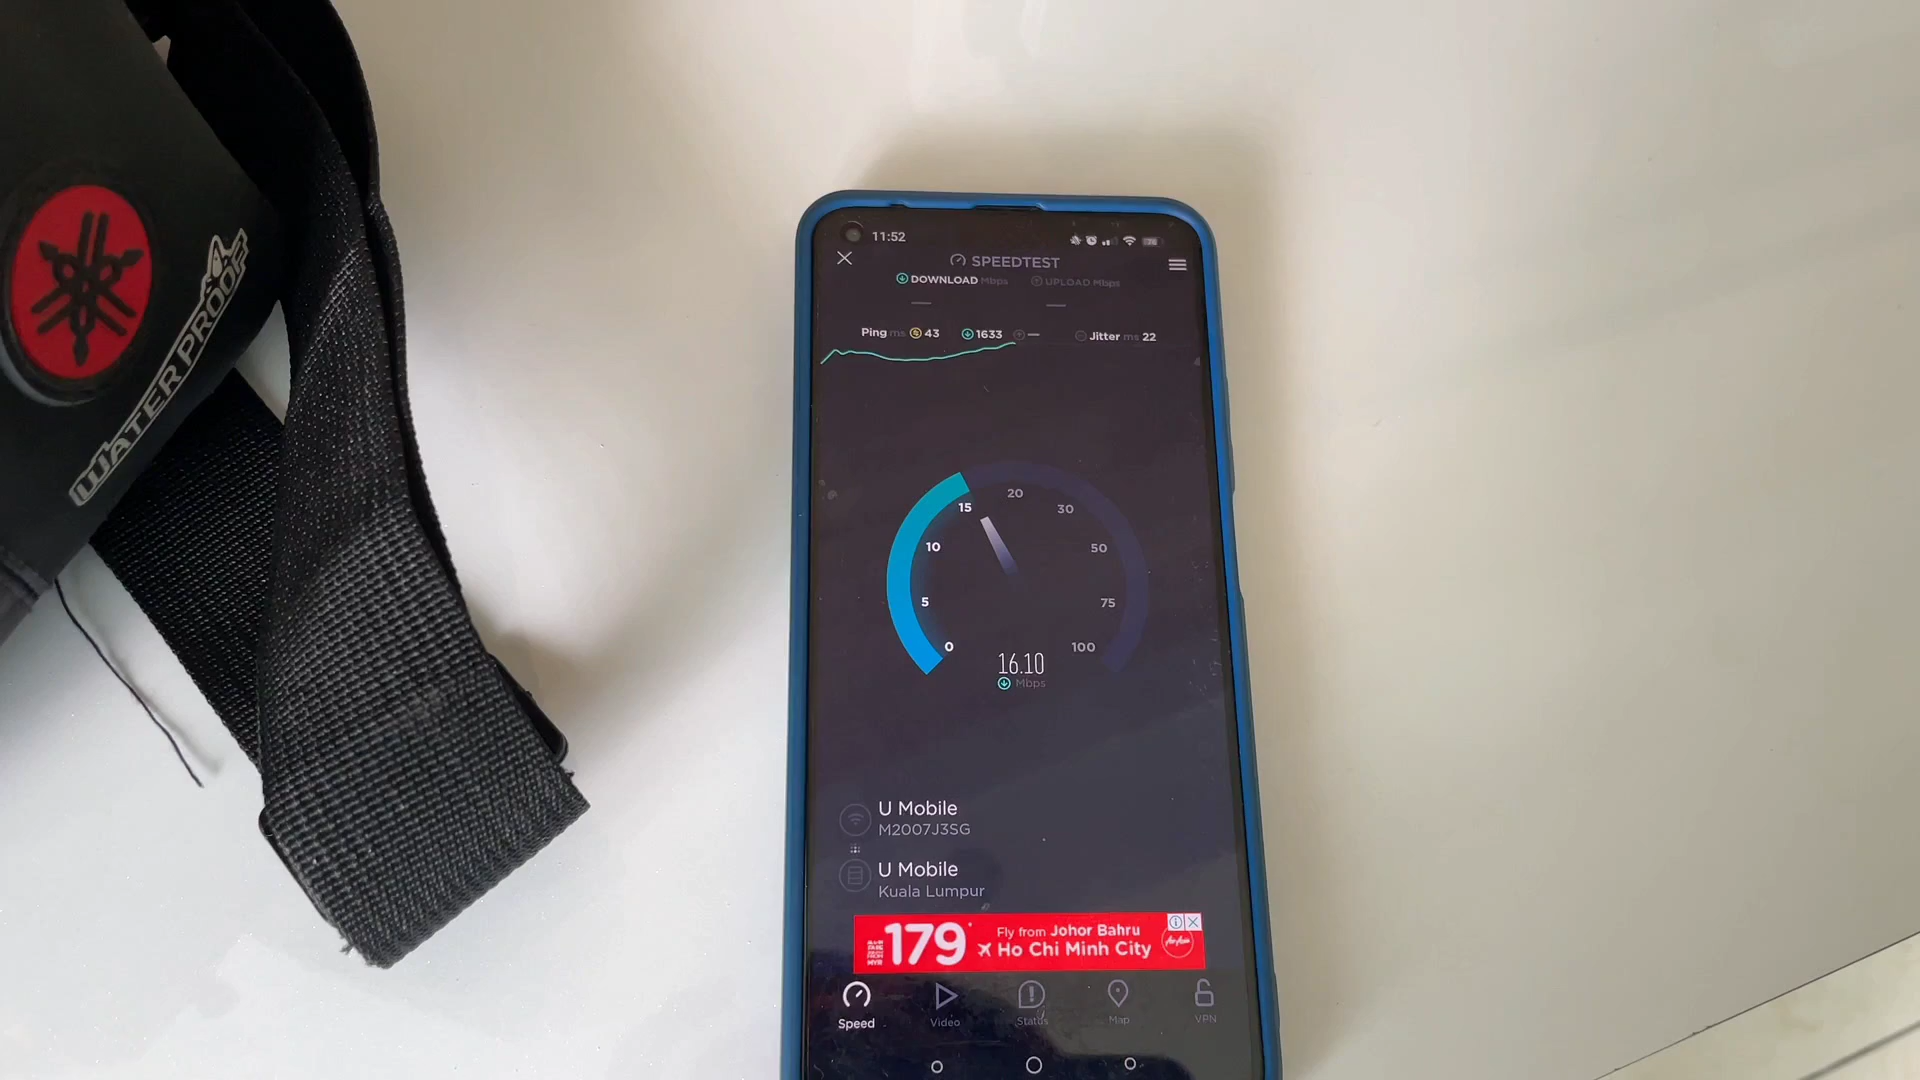 WATERPROOF
11:52
SPEEDTEST
DOWNLOAD Mbps UPLOAD Mbps
Ping ms 43 1633 Jitter ms 22
0
5
10
15
20
30
50
75
100
16.10
Mbps
U Mobile
M2007J3SG
U Mobile
Kuala Lumpur
179
Fly from Johor Bahru
Ho Chi Minh City
AirAsia
Speed Video Status Map VPN